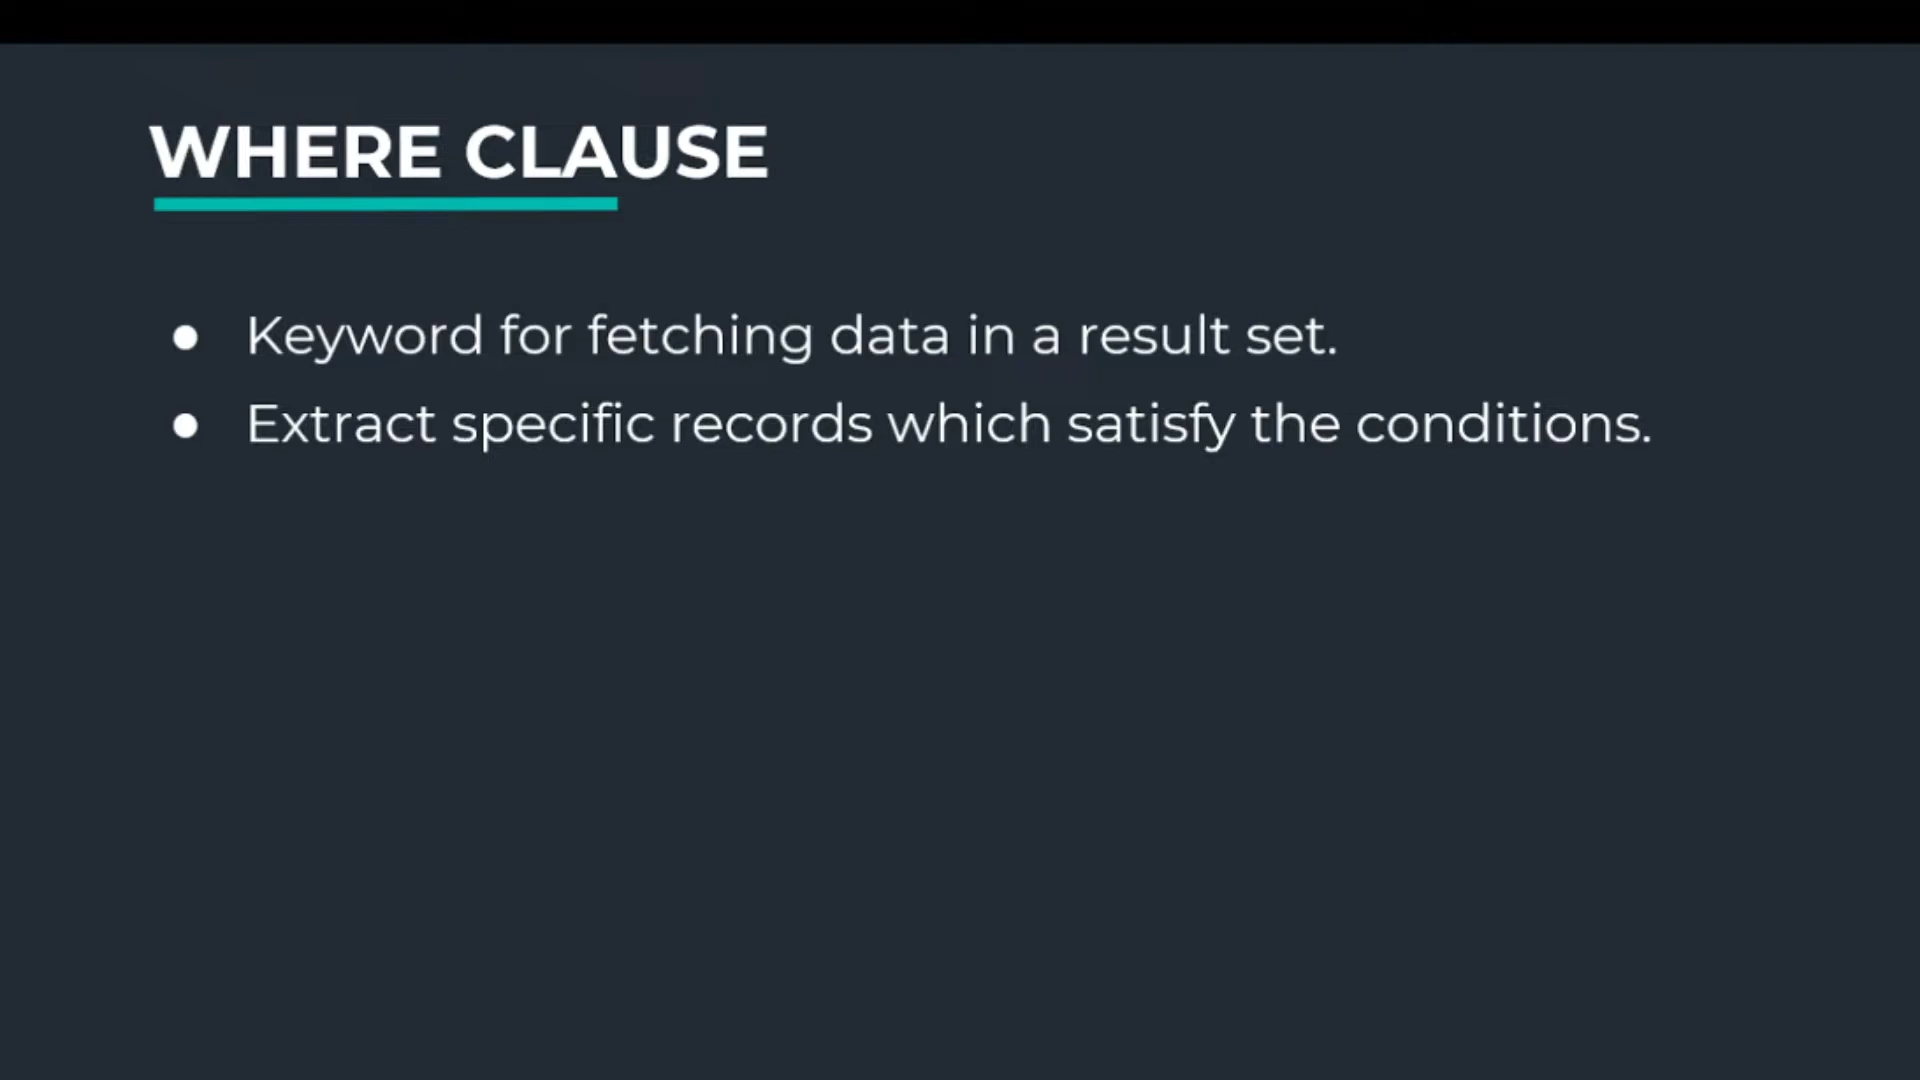 WHERE CLAUSE
● Keyword for fetching data in a result set.
● Extract specific records which satisfy the conditions.